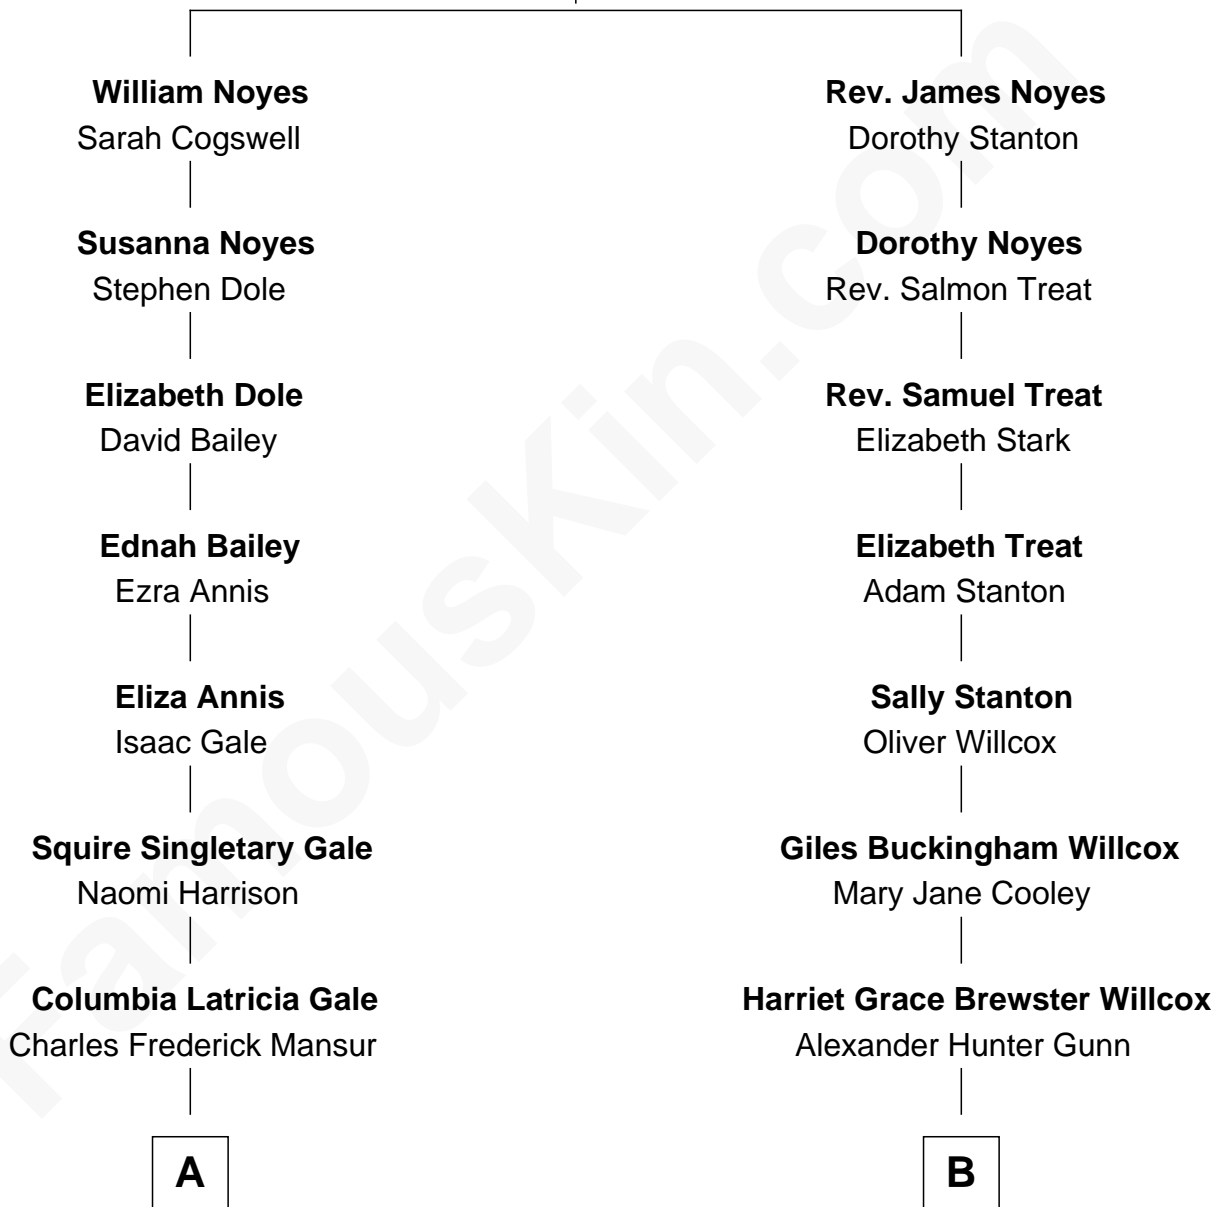 William Noyes
Sarah Cogswell
Susanna Noyes
Stephen Dole
Elizabeth Dole
David Bailey
Ednah Bailey
Ezra Annis
Eliza Annis
Isaac Gale
Squire Singletary Gale
Naomi Harrison
Columbia Latricia Gale
Charles Frederick Mansur
A
Rev. James Noyes
Dorothy Stanton
Dorothy Noyes
Rev. Salmon Treat
Rev. Samuel Treat
Elizabeth Stark
Elizabeth Treat
Adam Stanton
Sally Stanton
Oliver Willcox
Giles Buckingham Willcox
Mary Jane Cooley
Harriet Grace Brewster Willcox
Alexander Hunter Gunn
B
FamousKin.com